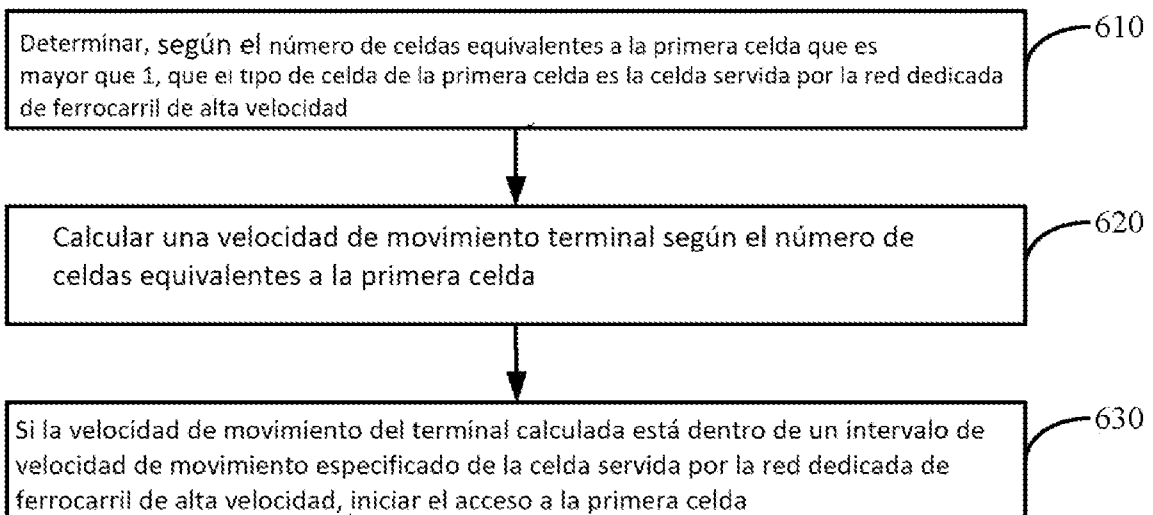 Determinar, según el número de celdas equivalentes a la primera celda que es
mayor que 1, que el tipo de celda de la primera celda es la celda servida por la red dedicada
de ferrocarril de alta velocidad
610
Calcular una velocidad de movimiento terminal según el número de
celdas equivalentes a la primera celda
620
Si la velocidad de movimiento del terminal calculada está dentro de un intervalo de
velocidad de movimiento especificado de la celda servida por la red dedicada de
ferrocarril de alta velocidad, iniciar el acceso a la primera celda
630